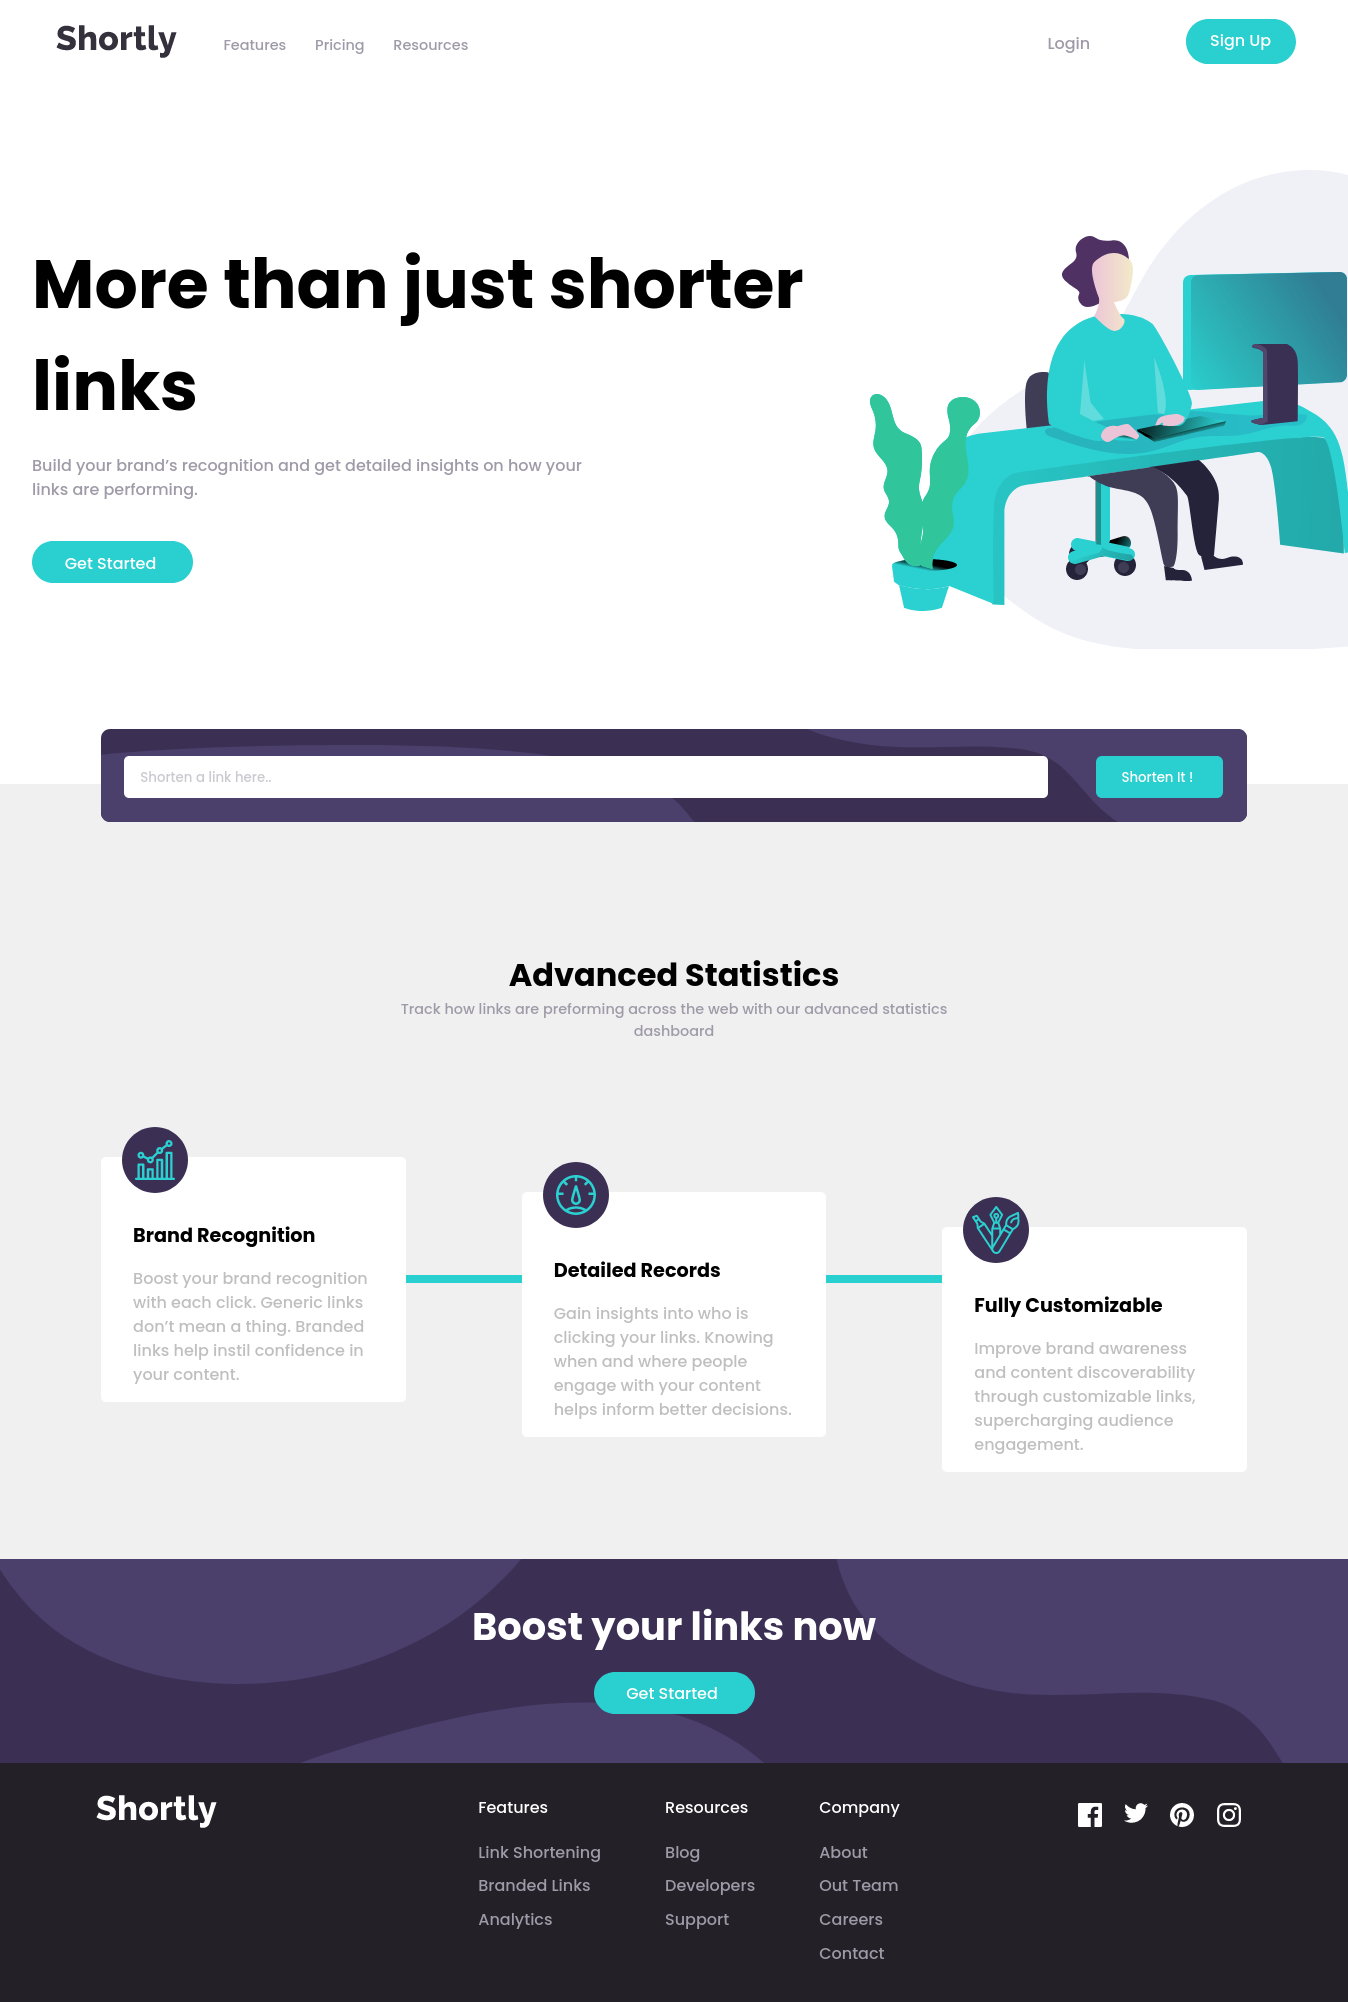 Shortly
Features Pricing Resources
Login
Sign Up
More than just shorter
links
Build your brand’s recognition and get detailed insights on how your
links are performing.
Get Started
Shorten a link here..
Shorten It !
Advanced Statistics
Track how links are preforming across the web with our advanced statistics
dashboard
Brand Recognition
Boost your brand recognition
with each click. Generic links
don’t mean a thing. Branded
links help instil confidence in
your content.
Detailed Records
Gain insights into who is
clicking your links. Knowing
when and where people
engage with your content
helps inform better decisions.
Fully Customizable
Improve brand awareness
and content discoverability
through customizable links,
supercharging audience
engagement.
Boost your links now
Get Started
Shortly
Features
Link Shortening
Branded Links
Analytics
Resources
Blog
Developers
Support
Company
About
Out Team
Careers
Contact